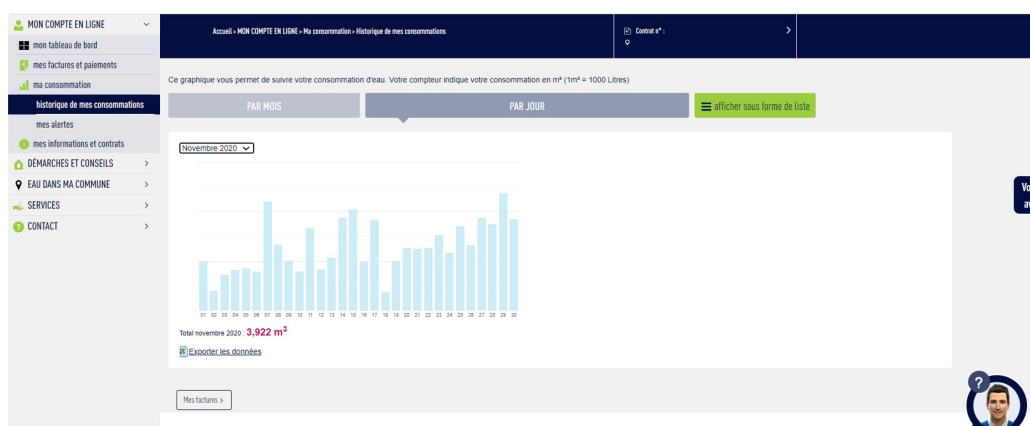 MON COMPTE EN LIGNE
mon tableau de bord
mes factures et paiements
ma consommation
historique de mes consommations
mes alertes
mes informations et contrats
DÉMARCHES ET CONSEILS
EAU DANS MA COMMUNE
SERVICES
CONTACT
Accueil > MON COMPTE EN LIGNE > Ma consommation > Historique de mes consommations
Contrat n° :
Ce graphique vous permet de suivre votre consommation d'eau. Votre compteur indique votre consommation en m³ (1m³ = 1000 Litres)
PAR MOIS
PAR JOUR
afficher sous forme de liste
Novembre 2020
01 02 03 04 05 06 07 08 09 10 11 12 13 14 15 16 17 18 19 20 21 22 23 24 25 26 27 28 29 30
Total novembre 2020 : 3,922 m³
Exporter les données
Mes factures >
Vo
av
?